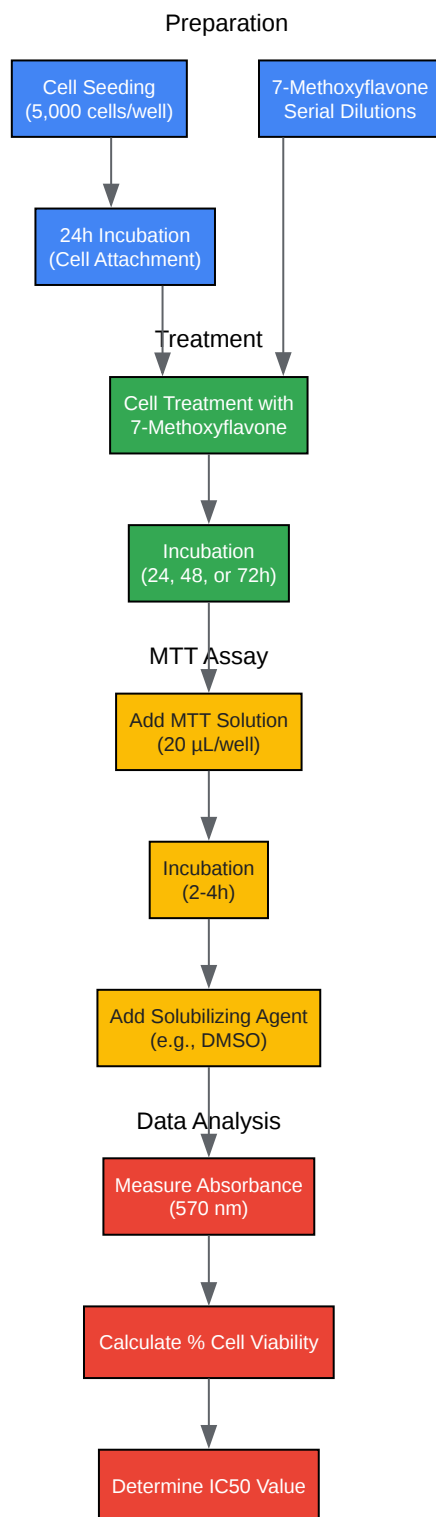 Preparation
Cell Seeding
(5,000 cells/well)
7-Methoxyflavone
Serial Dilutions
24h Incubation
(Cell Attachment)
Treatment
Cell Treatment with
7-Methoxyflavone
Incubation
(24, 48, or 72h)
MTT Assay
Add MTT Solution
(20 µL/well)
Incubation
(2-4h)
Add Solubilizing Agent
(e.g., DMSO)
Data Analysis
Measure Absorbance
(570 nm)
Calculate % Cell Viability
Determine IC50 Value